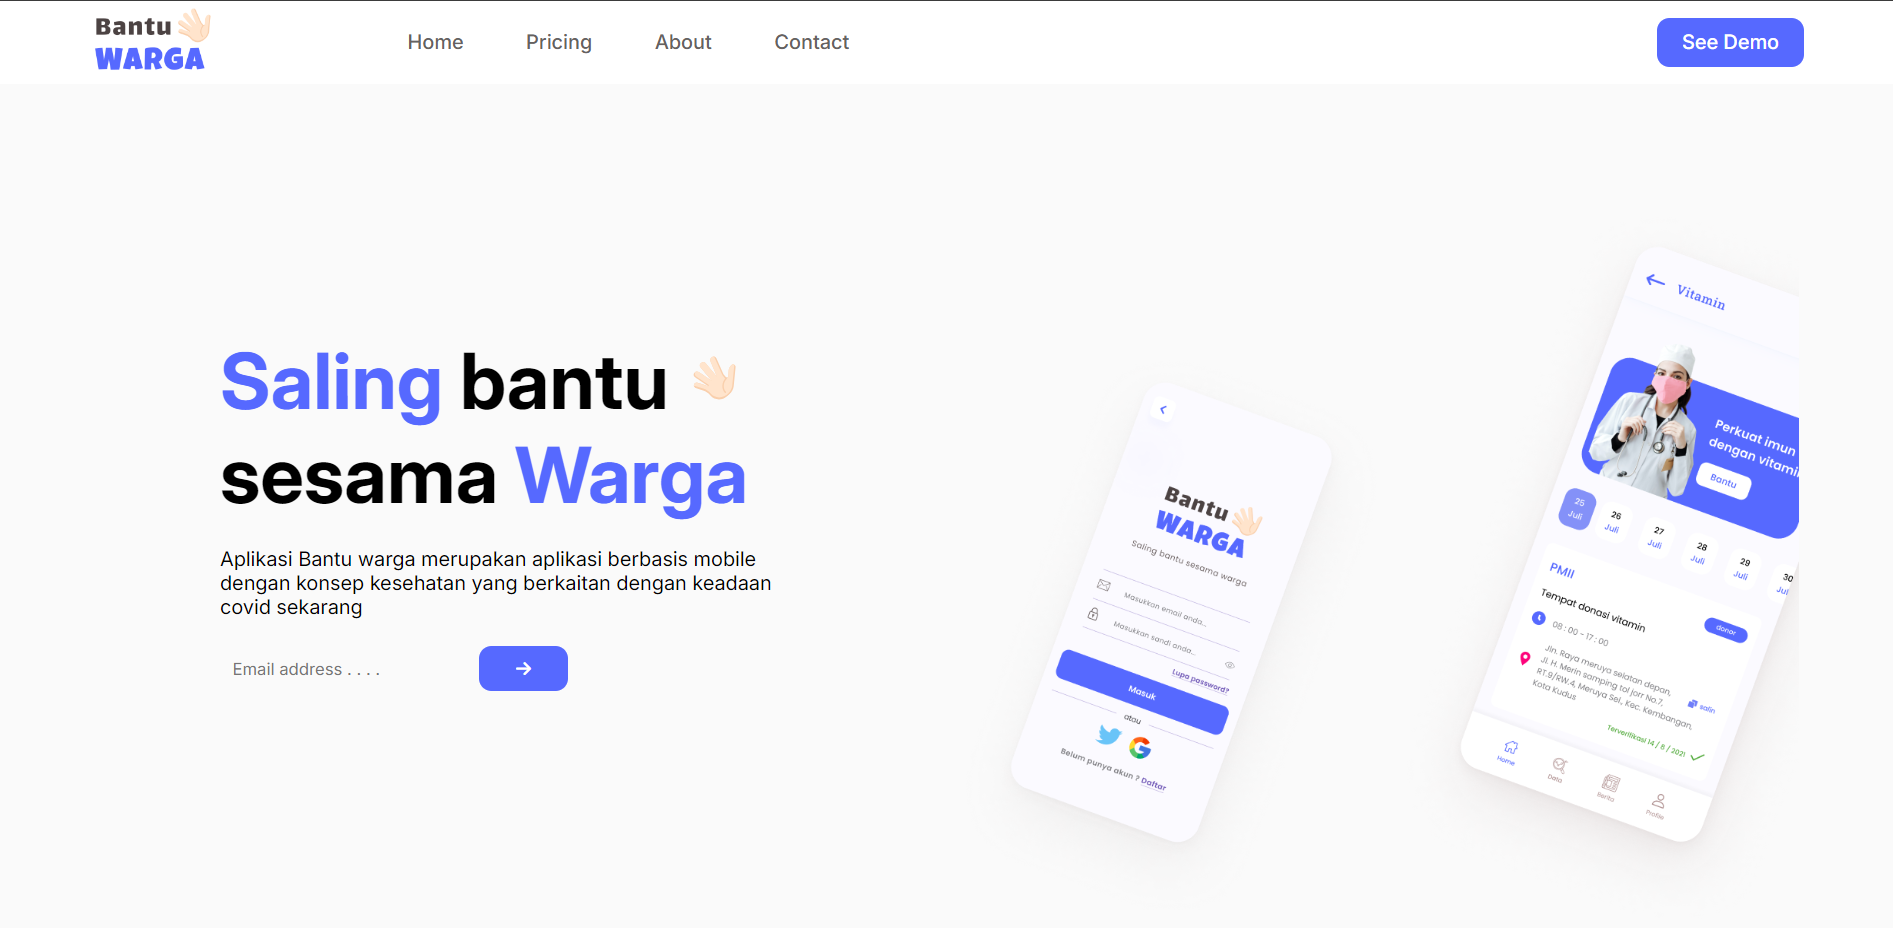 Bantu
WARGA
Home
Pricing
About
Contact
See Demo
Saling bantu
sesama Warga
Aplikasi Bantu warga merupakan aplikasi berbasis mobile
dengan konsep kesehatan yang berkaitan dengan keadaan
covid sekarang
Email address . . . .
Bantu
WARGA
Saling bantu sesama warga
Masukkan email anda...
Masukkan sandi anda...
Lupa password?
Masuk
atau
Belum punya akun ? Daftar
Vitamin
Perkuat imun
dengan vitamin
Bantu
25 Juli
26 Juli
27 Juli
28 Juli
29 Juli
30 Jul
PMII
Tempat donasi vitamin
donor
08 : 00 - 17 : 00
Jln. Raya meruya selatan depan,
Jl. H. Merin samping tol jorr No.7,
RT.9/RW.4, Meruya Sel., Kec. Kembangan,
Kota Kudus
salin
Terverifikasi 14 / 8 / 2021
Home
Data
Berita
Profile